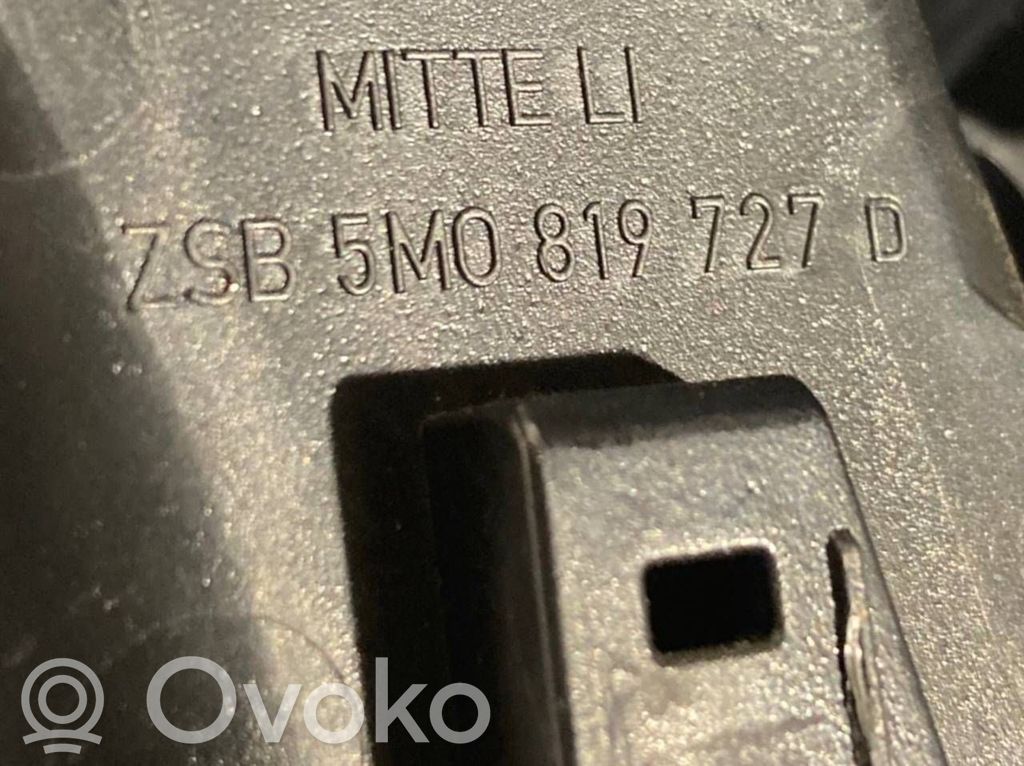 MITTE LI
ZSB 5M0 819 727 D
Ovoko